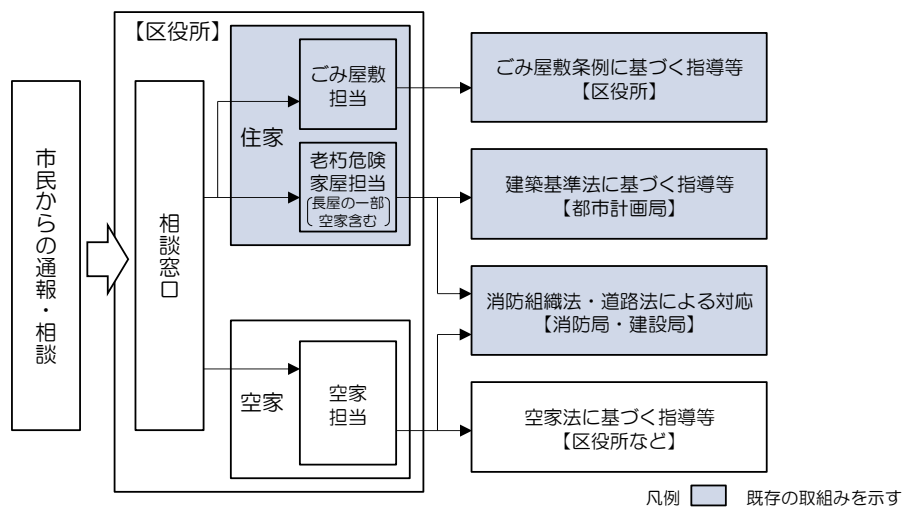 市民からの通報・相談
【区役所】
相談窓口
住家
ごみ屋敷
担当
老朽危険
家屋担当
(長屋の一部
空家含む)
空家
空家
担当
ごみ屋敷条例に基づく指導等
【区役所】
建築基準法に基づく指導等
【都市計画局】
消防組織法・道路法による対応
【消防局・建設局】
空家法に基づく指導等
【区役所など】
凡例 既存の取組みを示す